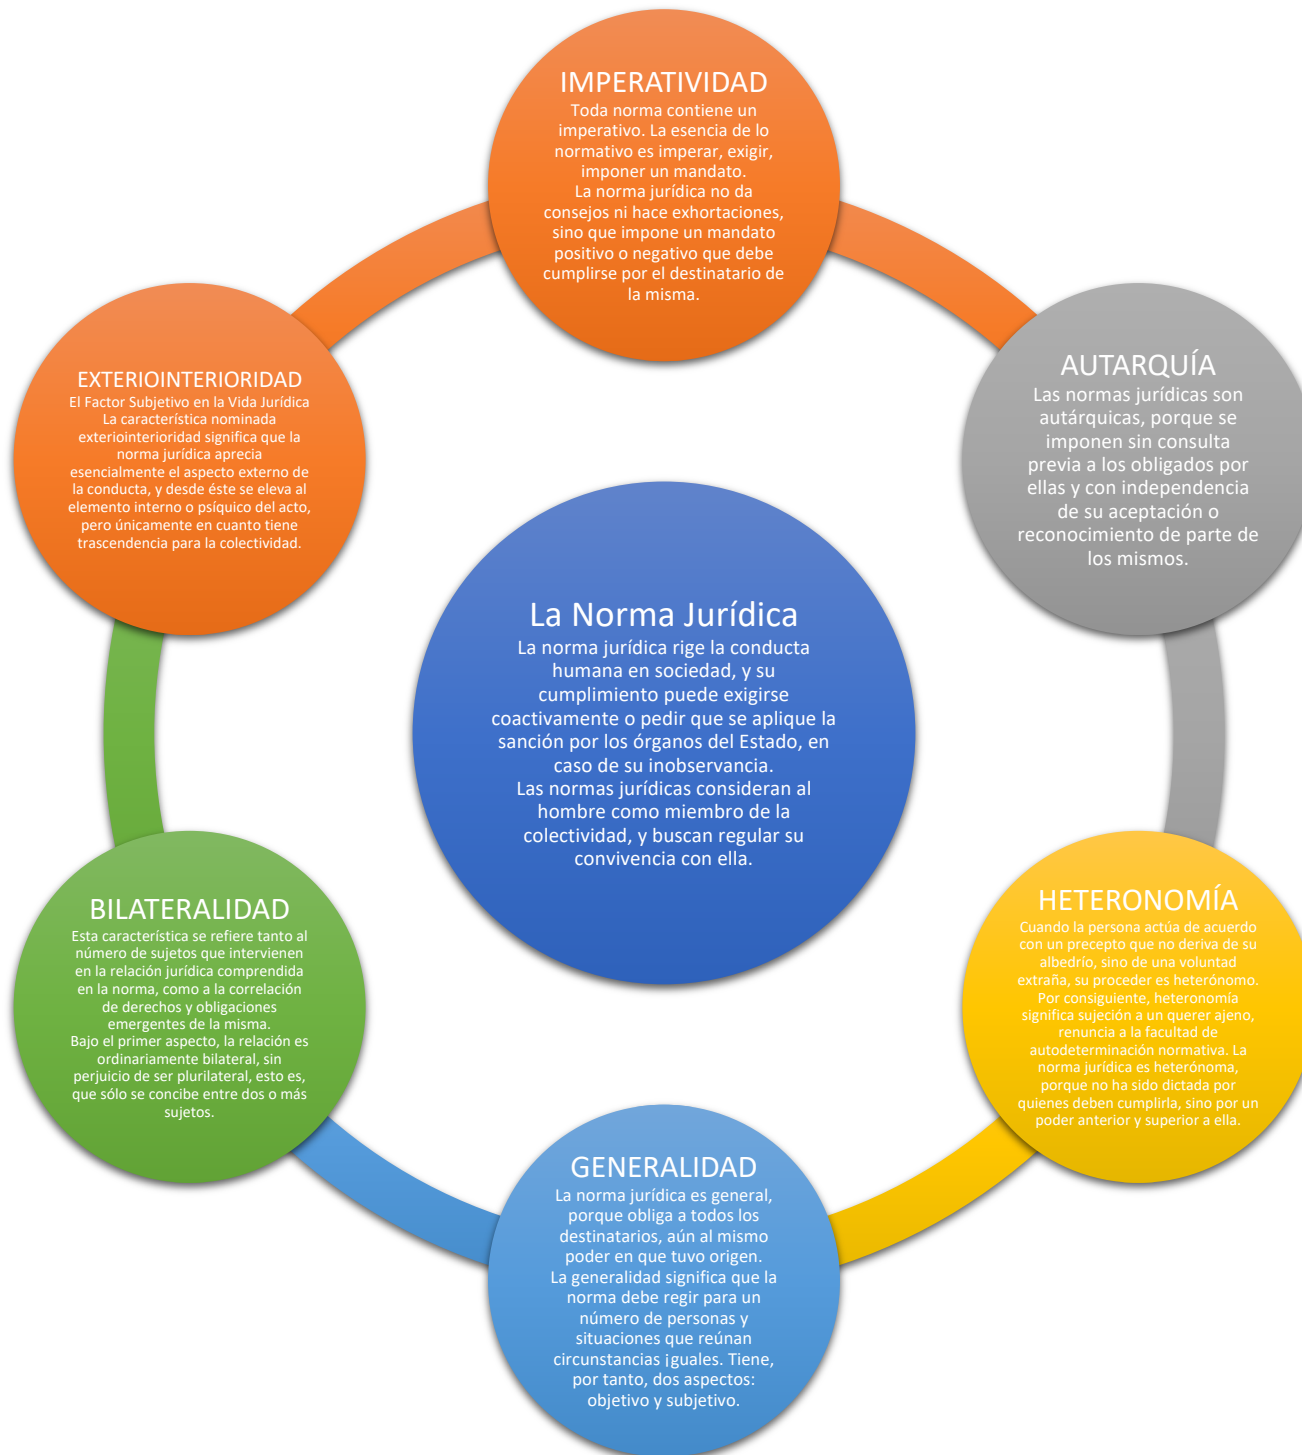 IMPERATIVIDAD
Toda norma contiene un
imperativo. La esencia de lo
normativo es imperar, exigir,
imponer un mandato.
La norma jurídica no da
consejos ni hace exhortaciones,
sino que impone un mandato
positivo o negativo que debe
cumplirse por el destinatario de
la misma.
AUTARQUÍA
Las normas jurídicas son
autárquicas, porque se
imponen sin consulta
previa a los obligados por
ellas y con independencia
de su aceptación o
reconocimiento de parte de
los mismos.
HETERONOMÍA
Cuando la persona actúa de acuerdo
con un precepto que no deriva de su
albedrío, sino de una voluntad
extraña, su proceder es heterónomo.
Por consiguiente, heteronomía
significa sujeción a un querer ajeno,
renuncia a la facultad de
autodeterminación normativa. La
norma jurídica es heterónoma,
porque no ha sido dictada por
quienes deben cumplirla, sino por un
poder anterior y superior a ella.
GENERALIDAD
La norma jurídica es general,
porque obliga a todos los
destinatarios, aún al mismo
poder en que tuvo origen.
La generalidad significa que la
norma debe regir para un
número de personas y
situaciones que reúnan
circunstancias ¡guales. Tiene,
por tanto, dos aspectos:
objetivo y subjetivo.
BILATERALIDAD
Esta característica se refiere tanto al
número de sujetos que intervienen
en la relación jurídica comprendida
en la norma, como a la correlación
de derechos y obligaciones
emergentes de la misma.
Bajo el primer aspecto, la relación es
ordinariamente bilateral, sin
perjuicio de ser plurilateral, esto es,
que sólo se concibe entre dos o más
sujetos.
EXTERIOINTERIORIDAD
El Factor Subjetivo en la Vida Jurídica
La característica nominada
exteriointerioridad significa que la
norma jurídica aprecia
esencialmente el aspecto externo de
la conducta, y desde éste se eleva al
elemento interno o psíquico del acto,
pero únicamente en cuanto tiene
trascendencia para la colectividad.
La Norma Jurídica
La norma jurídica rige la conducta
humana en sociedad, y su
cumplimiento puede exigirse
coactivamente o pedir que se aplique la
sanción por los órganos del Estado, en
caso de su inobservancia.
Las normas jurídicas consideran al
hombre como miembro de la
colectividad, y buscan regular su
convivencia con ella.